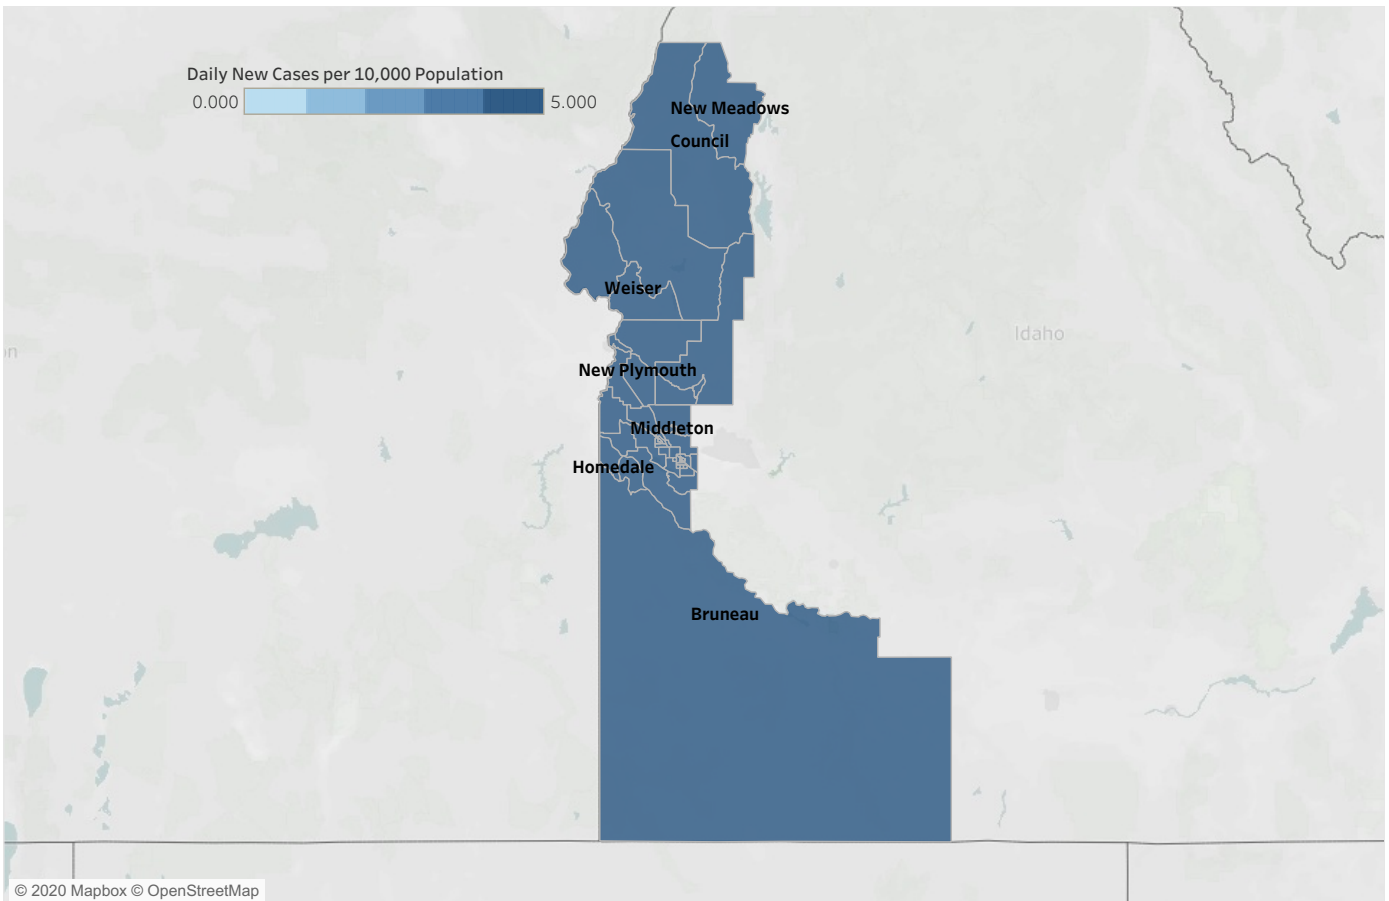 Daily New Cases per 10,000 Population
0.000 5.000
New Meadows
Council
Weiser
Idaho
on
New Plymouth
Middleton
Homedale
Bruneau
© 2020 Mapbox © OpenStreetMap